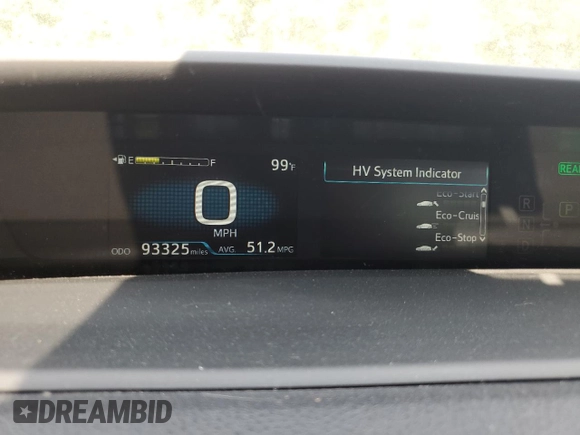 E F
99°F
HV System Indicator
REA
Eco-Start
0
Eco-Cruis
R
P
MPH
N
Eco-Stop
ODO 93325 miles AVG. 51.2 MPG
DREAMBID